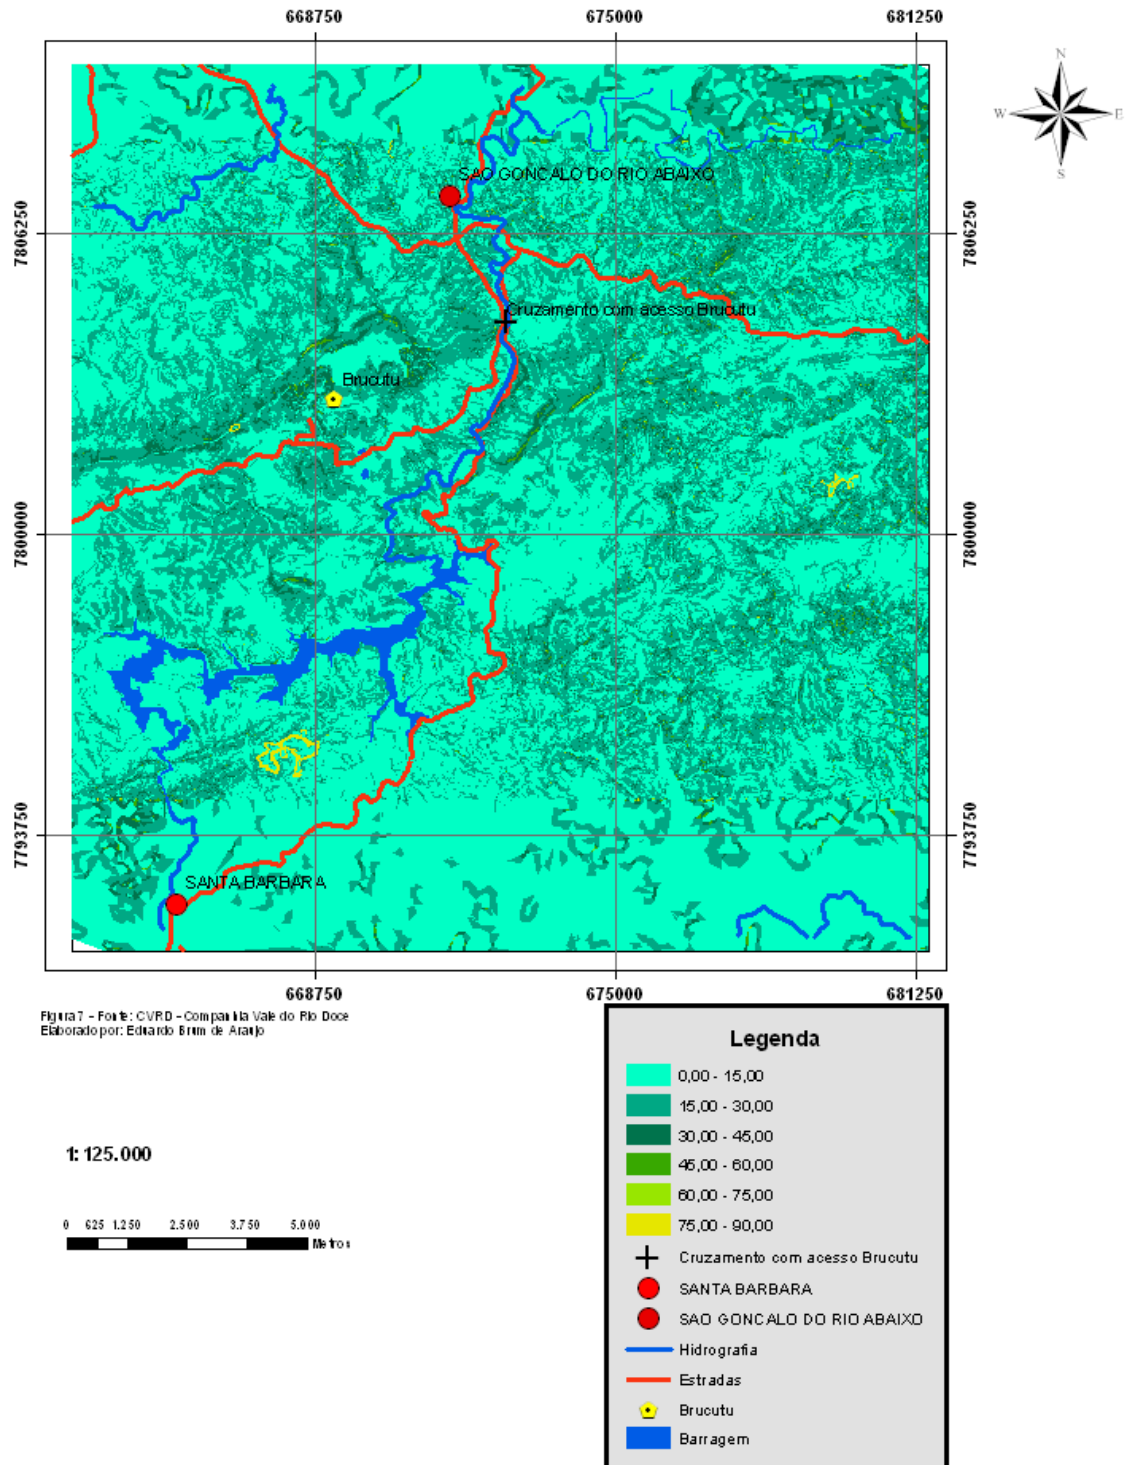 668750 675000 681250
N
W E
S
SAO GONCALO DO RIO ABAIXO
7806250 7806250
Cruzamento com acesso Brucutu
Brucutu
7800000 7800000
7793750 7793750
SANTA BARBARA
668750 675000 681250
Figura 7 - Fonte: CVRD - Companhia Vale do Rio Doce
Elaborado por: Eduardo Brum de Araujo
Legenda
0,00 - 15,00
15,00 - 30,00
30,00 - 45,00
45,00 - 60,00
60,00 - 75,00
75,00 - 90,00
Cruzamento com acesso Brucutu
SANTA BARBARA
SAO GONCALO DO RIO ABAIXO
Hidrografia
Estradas
Brucutu
Barragem
1: 125.000
0 625 1.250 2.500 3.750 5.000
Metros